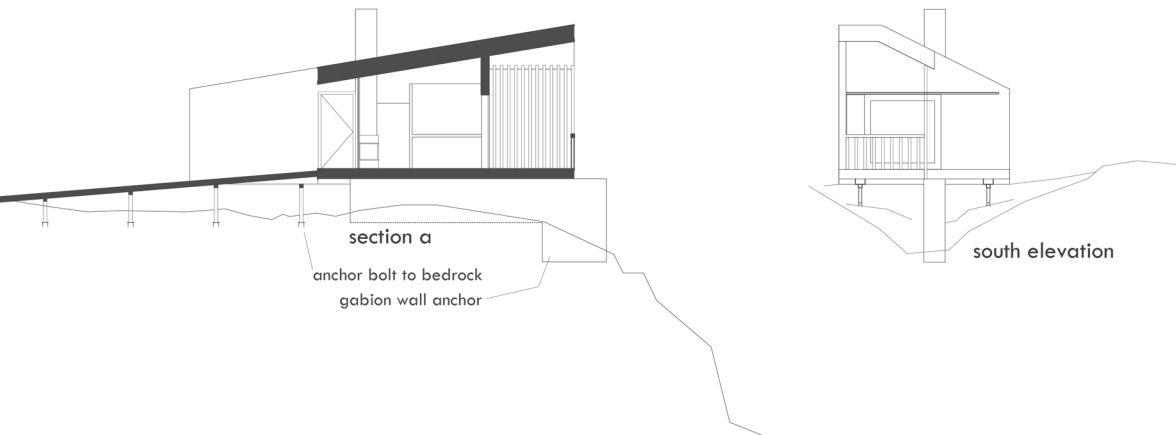 section a
anchor bolt to bedrock
gabion wall anchor
south elevation